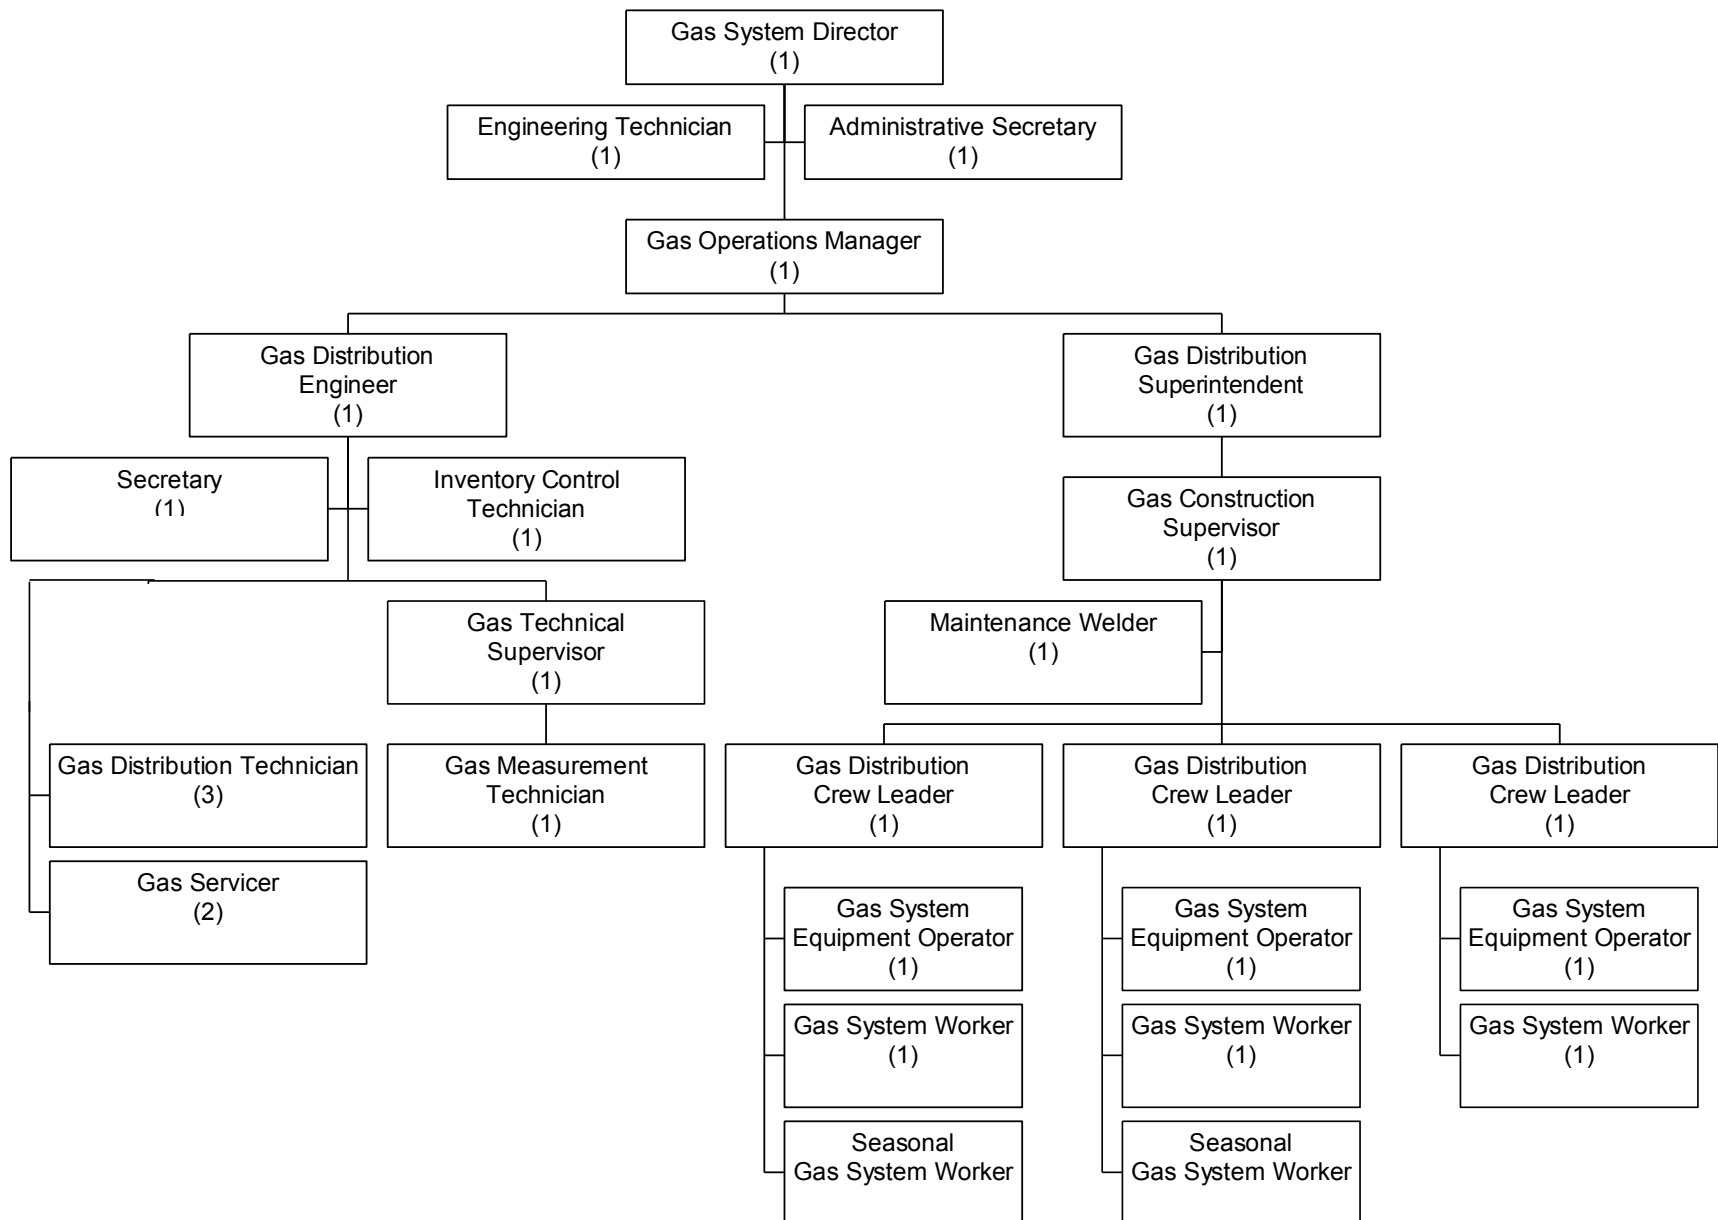 Gas System Director
(1)
Engineering Technician
(1)
Administrative Secretary
(1)
Gas Operations Manager
(1)
Gas Distribution
Engineer
(1)
Gas Distribution
Superintendent
(1)
Secretary
(1)
Inventory Control
Technician
(1)
Gas Construction
Supervisor
(1)
Gas Technical
Supervisor
(1)
Maintenance Welder
(1)
Gas Distribution Technician
(3)
Gas Measurement
Technician
(1)
Gas Distribution
Crew Leader
(1)
Gas Distribution
Crew Leader
(1)
Gas Distribution
Crew Leader
(1)
Gas Servicer
(2)
Gas System
Equipment Operator
(1)
Gas System
Equipment Operator
(1)
Gas System
Equipment Operator
(1)
Gas System Worker
(1)
Gas System Worker
(1)
Gas System Worker
(1)
Seasonal
Gas System Worker
Seasonal
Gas System Worker